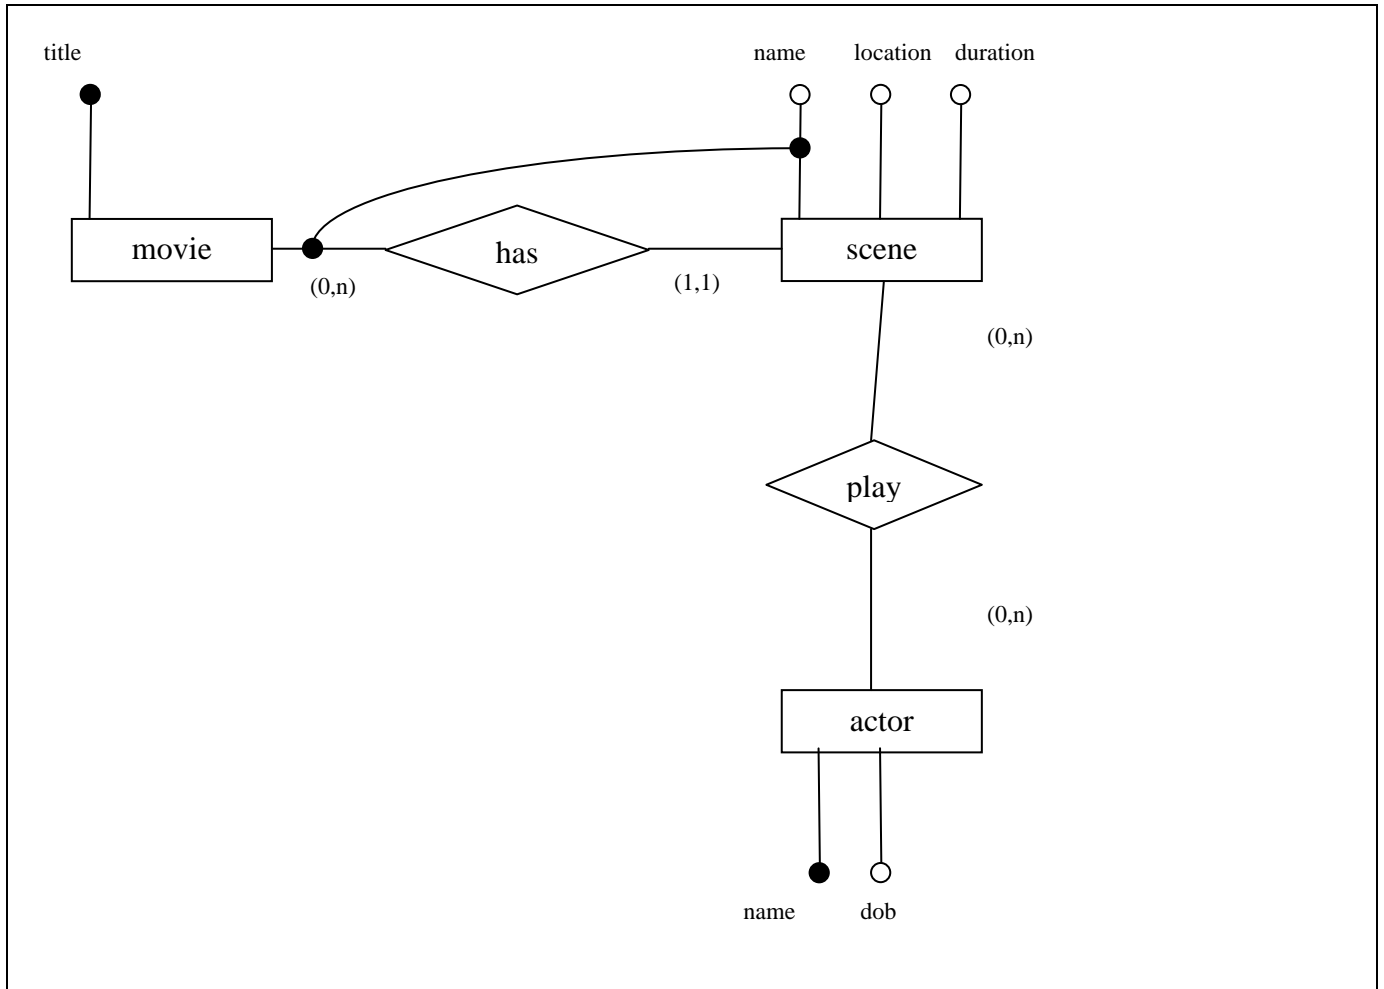 title
name location duration
movie
has
scene
(0,n)
(1,1)
(0,n)
play
(0,n)
actor
name dob